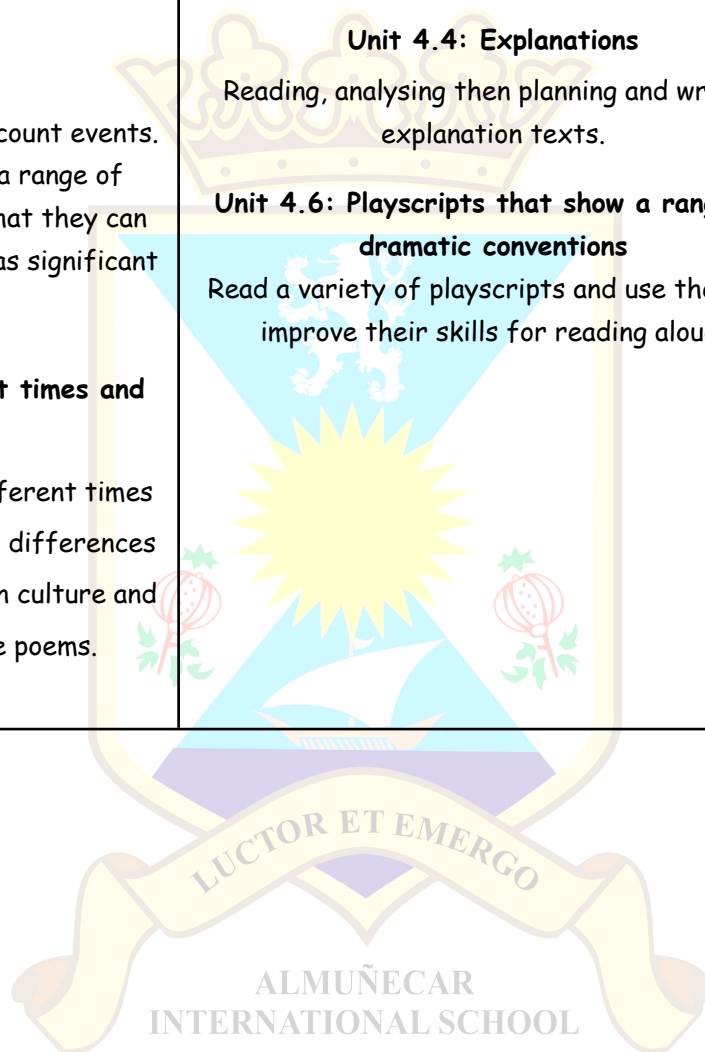 count events.
a range of
hat they can
as significant
t times and
ferent times
differences
n culture and
e poems.
Unit 4.4: Explanations
Reading, analysing then planning and wr
explanation texts.
Unit 4.6: Playscripts that show a rang
dramatic conventions
Read a variety of playscripts and use the
improve their skills for reading alou
LUCTOR ET EMERGO
ALMUÑECAR
INTERNATIONAL SCHOOL